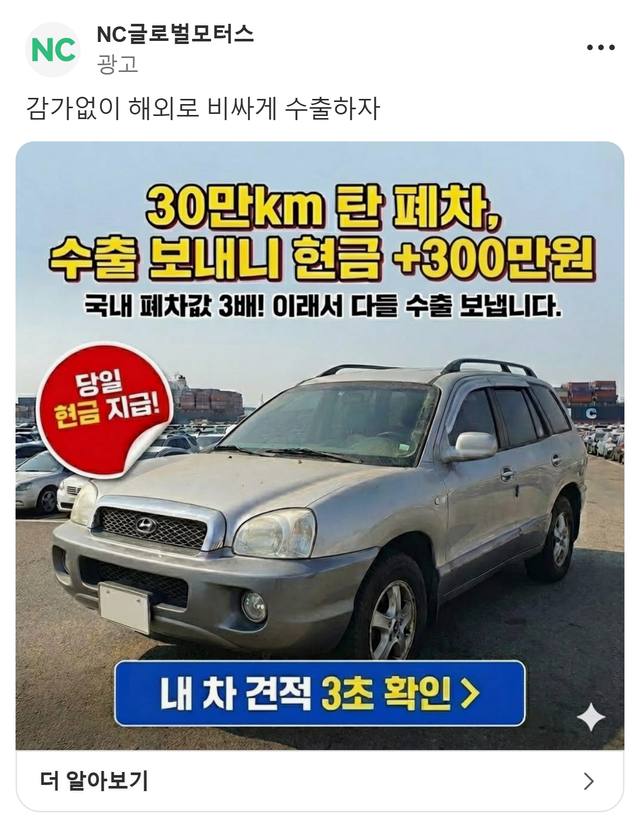 NC
NC글로벌모터스
광고
감가없이 해외로 비싸게 수출하자
30만km 탄 폐차,
수출 보내니 현금 +300만원
국내 폐차값 3배! 이래서 다들 수출 보냅니다.
당일
현금 지급!
C
내 차 견적 3초 확인 >
더 알아보기